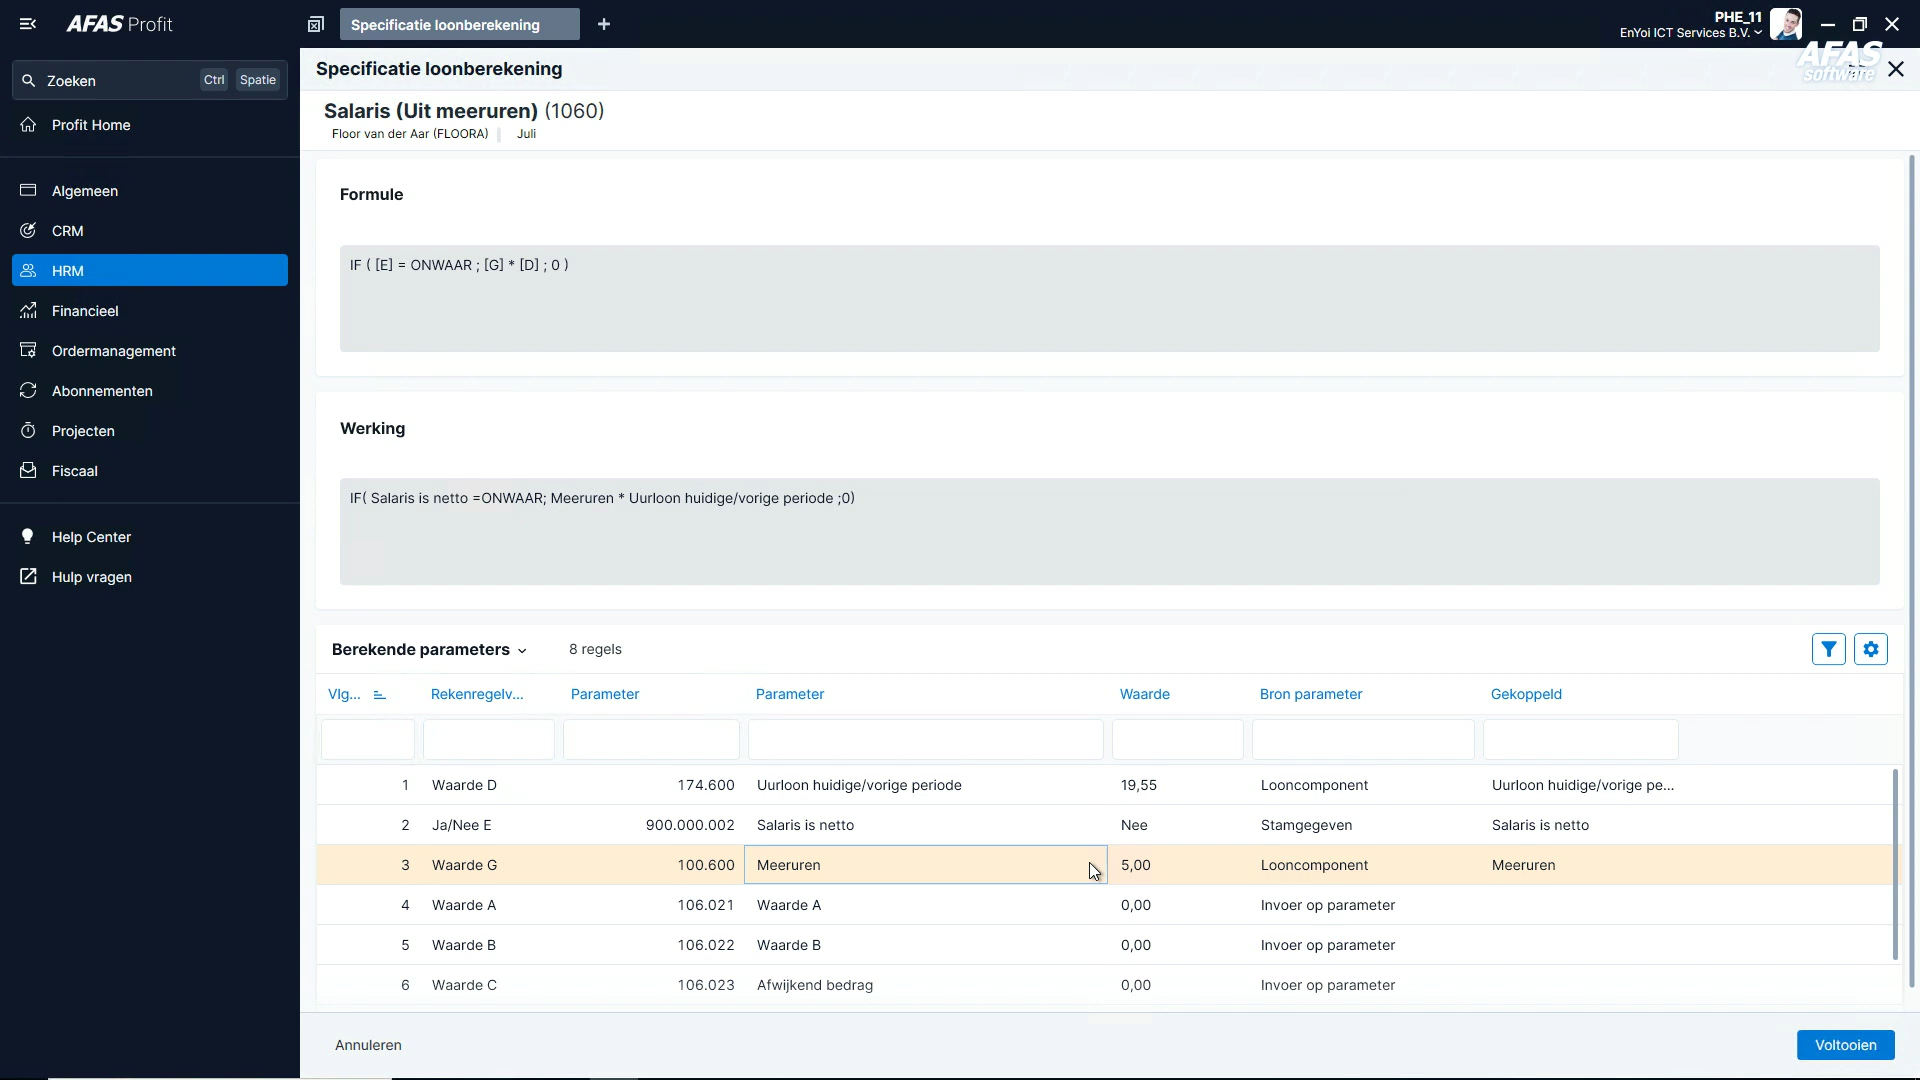 AFAS Profit
Specificatie loonberekening
PHE_11
EnYoi ICT Services B.V.
AFAS
software
Zoeken Ctrl Spatie
Profit Home
Algemeen
CRM
HRM
Financieel
Ordermanagement
Abonnementen
Projecten
Fiscaal
Help Center
Hulp vragen
Specificatie loonberekening
Salaris (Uit meeruren) (1060)
Floor van der Aar (FLOORA) Juli
Formule
IF ( [E] = ONWAAR ; [G] * [D] ; 0 )
Werking
IF( Salaris is netto =ONWAAR; Meeruren * Uurloon huidige/vorige periode ;0)
Berekende parameters 8 regels
Vlg... Rekenregelv... Parameter Parameter Waarde Bron parameter Gekoppeld
1 Waarde D 174.600 Uurloon huidige/vorige periode 19,55 Looncomponent Uurloon huidige/vorige pe...
2 Ja/Nee E 900.000.002 Salaris is netto Nee Stamgegeven Salaris is netto
3 Waarde G 100.600 Meeruren 5,00 Looncomponent Meeruren
4 Waarde A 106.021 Waarde A 0,00 Invoer op parameter
5 Waarde B 106.022 Waarde B 0,00 Invoer op parameter
6 Waarde C 106.023 Afwijkend bedrag 0,00 Invoer op parameter
Annuleren
Voltooien